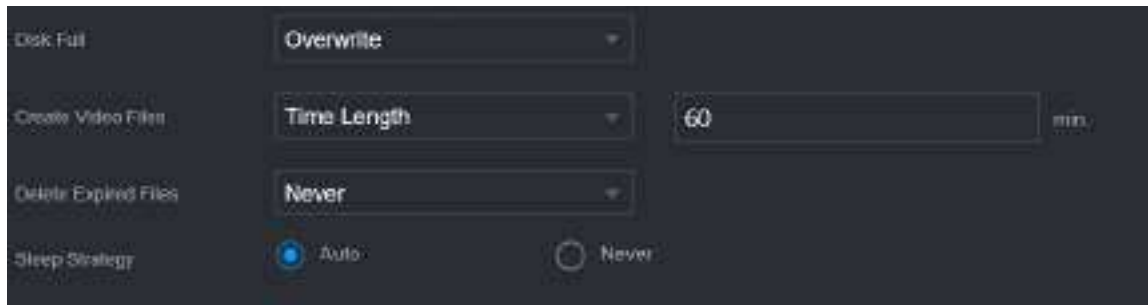 Disk Full Overwrite
Create Video Files Time Length 60 min.
Delete Expired Files Never
Sleep Strategy Auto Never